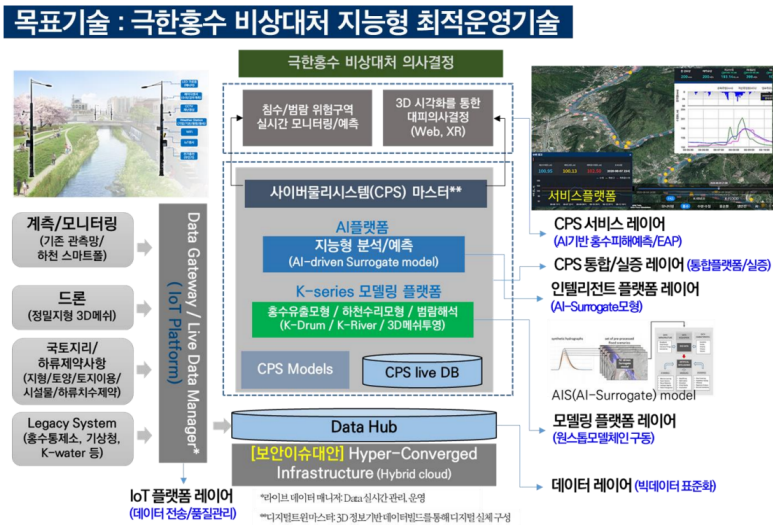 목표기술 : 극한홍수 비상대처 지능형 최적운영기술
극한홍수 비상대처 의사결정
침수/범람 위험구역
실시간 모니터링/예측
3D 시각화를 통한
대피의사결정
(Web, XR)
서비스플랫폼
사이버물리시스템(CPS) 마스터**
AI플랫폼
지능형 분석/예측
(AI-driven Surrogate model)
K-series 모델링 플랫폼
홍수유출모형 / 하천수리모형 / 범람해석
(K-Drum / K-River / 3D메쉬투영)
CPS Models
CPS live DB
계측/모니터링
(기존 관측망/
하천 스마트폴)
드론
(정밀지형 3D메쉬)
국토지리/
하류제약사항
(지형/토양/토지이용/
시설물/하류치수제약)
Legacy System
(홍수통제소, 기상청,
K-water 등)
Data Gateway / Live Data Manager*
( IoT Platform)
Data Hub
[보안이슈대안] Hyper-Converged
Infrastructure (Hybrid cloud)
IoT 플랫폼 레이어
(데이터 전송/품질관리)
*라이브 데이터 매니저: Data 실시간 관리, 운영
**디지털트윈마스터: 3D 정보기반 데이터빌드를 통해 디지털 실체 구성
CPS 서비스 레이어
(AI기반 홍수피해예측/EAP)
CPS 통합/실증 레이어 (통합플랫폼/실증)
인텔리전트 플랫폼 레이어
(AI-Surrogate모형)
AIS(AI-Surrogate) model
모델링 플랫폼 레이어
(원스톱모델체인 구동)
데이터 레이어 (빅데이터 표준화)